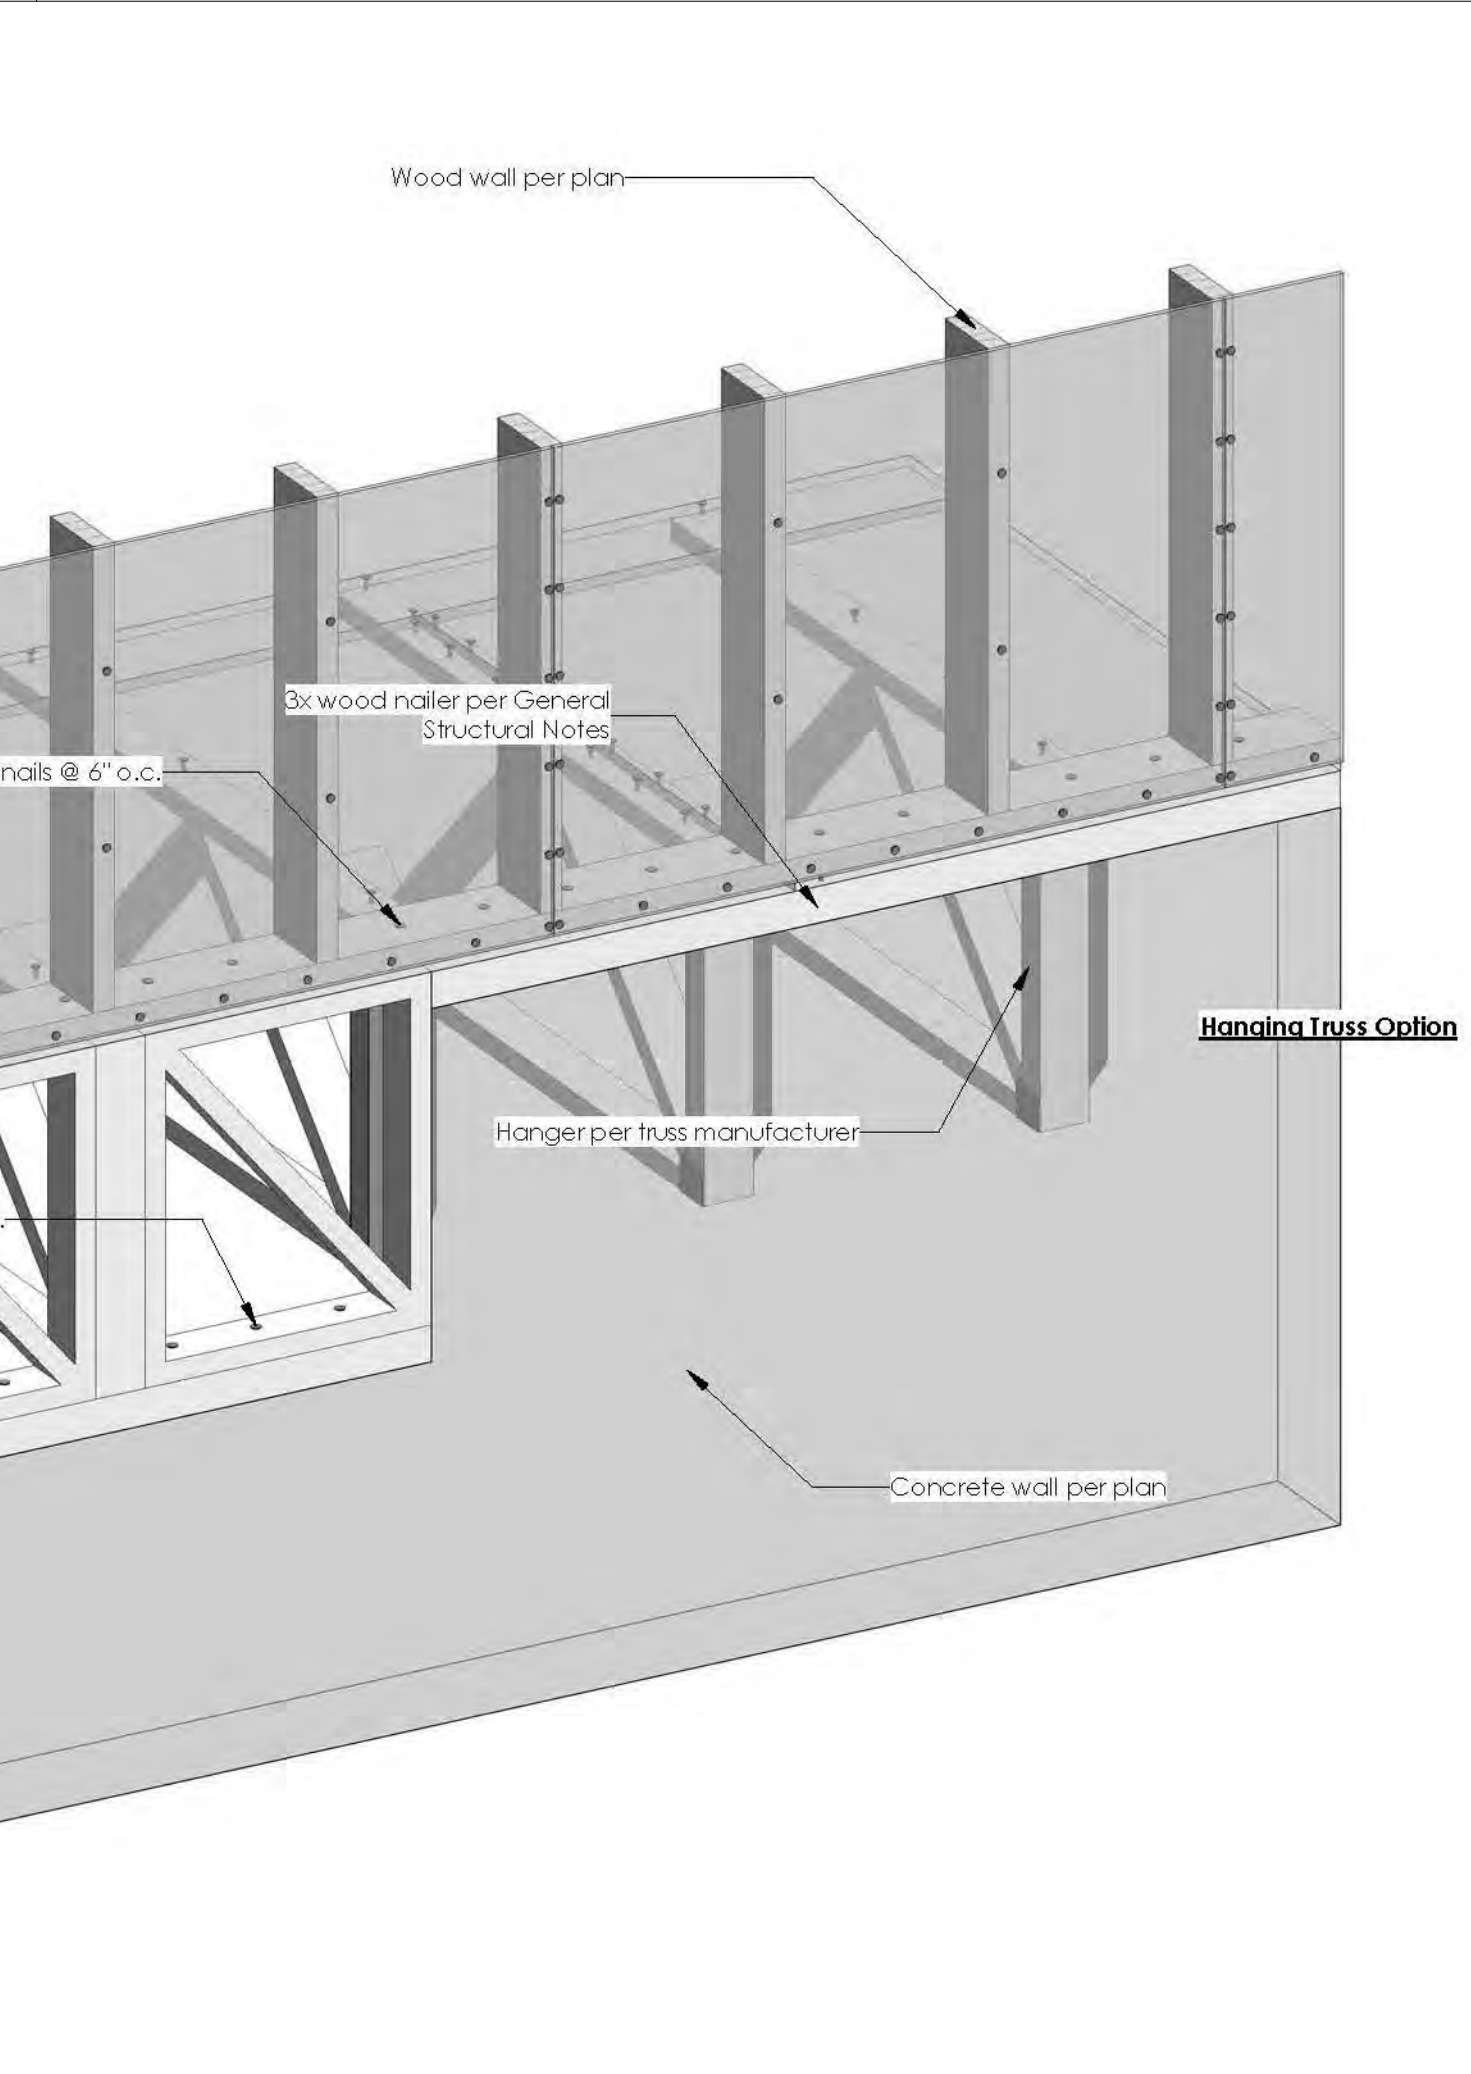 Wood wall per plan
3x wood nailer per General
Structural Notes
nails @ 6" o.c.
Hanging Truss Option
Hanger per truss manufacturer
.
Concrete wall per plan